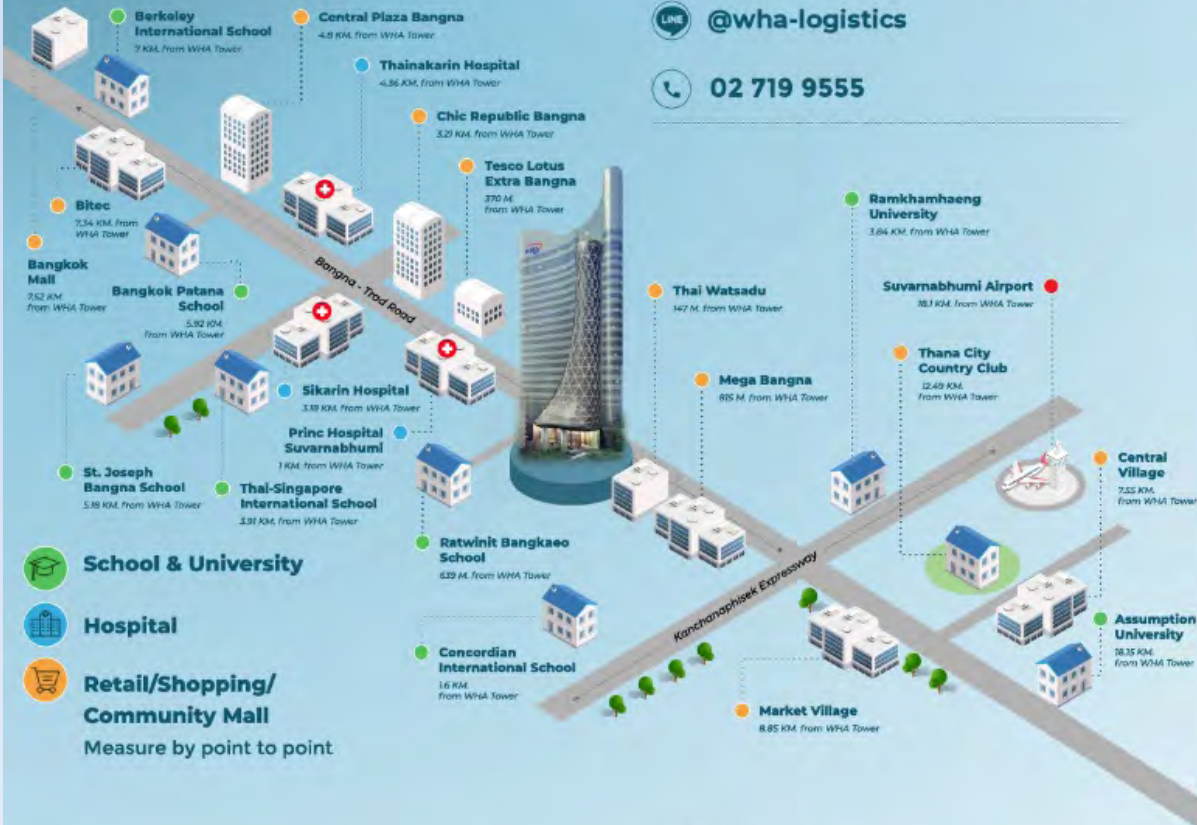 Berkeley
International School
7 KM. from WHA Tower
Central Plaza Bangna
4.9 KM. from WHA Tower
LINE
@wha-logistics
Thainakarin Hospital
4.36 KM. from WHA Tower
02 719 9555
Chic Republic Bangna
3.21 KM. from WHA Tower
Tesco Lotus
Extra Bangna
370 M.
from WHA Tower
Bitec
7.34 KM. from
WHA Tower
Ramkhamhaeng
University
3.84 KM. from WHA Tower
Bangkok
Mall
7.52 KM
from WHA Tower
Bangkok Patana
School
5.92 KM.
from WHA Tower
Bangna - Trad Road
Thai Watsadu
147 M. from WHA Tower
Suvarnabhumi Airport
18.1 KM. from WHA Tower
Thana City
Country Club
12.49 KM.
from WHA Tower
Mega Bangna
815 M. from WHA Tower
Sikarin Hospital
3.19 KM. from WHA Tower
Princ Hospital
Suvarnabhumi
1 KM. from WHA Tower
St. Joseph
Bangna School
5.18 KM. from WHA Tower
Thai-Singapore
International School
3.91 KM. from WHA Tower
Central
Village
7.55 KM.
from WHA Tower
Ratwinit Bangkaeo
School
639 M. from WHA Tower
Kanchanaphisek Expressway
School & University
Hospital
Assumption
University
18.15 KM.
from WHA Tower
Concordian
International School
1.6 KM.
from WHA Tower
Retail/Shopping/
Community Mall
Measure by point to point
Market Village
8.85 KM. from WHA Tower